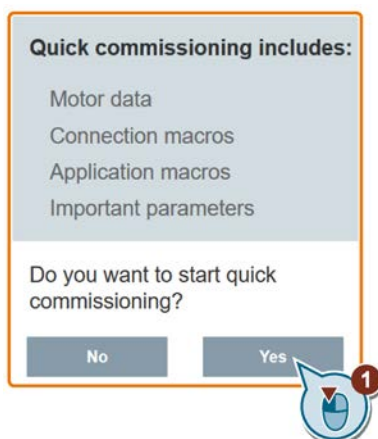 Quick commissioning includes:
Motor data
Connection macros
Application macros
Important parameters
Do you want to start quick
commissioning?
No
Yes
1